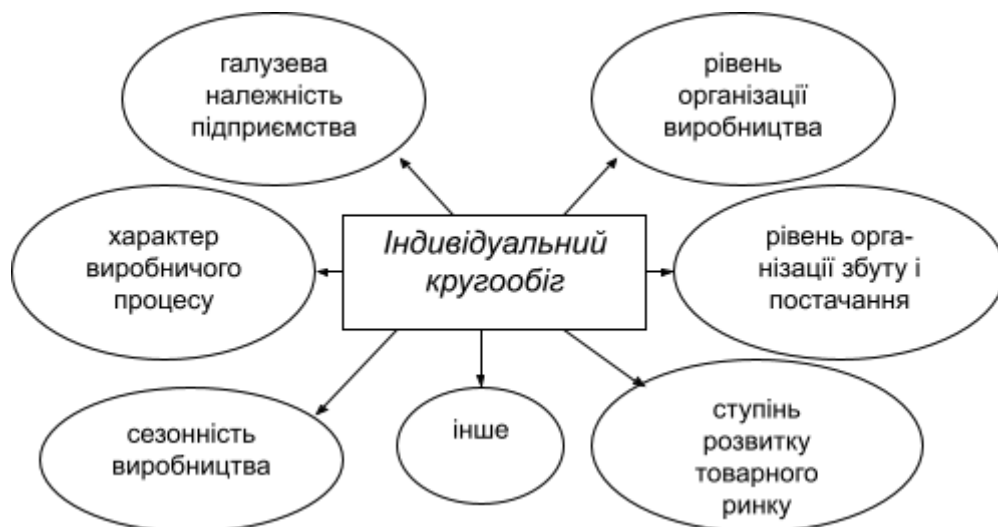 галузева
належність
підприємства
рівень
організації
виробництва
характер
виробничого
процесу
Індивідуальний
кругообіг
рівень орга-
нізації збуту і
постачання
сезонність
виробництва
інше
ступінь
розвитку
товарного
ринку